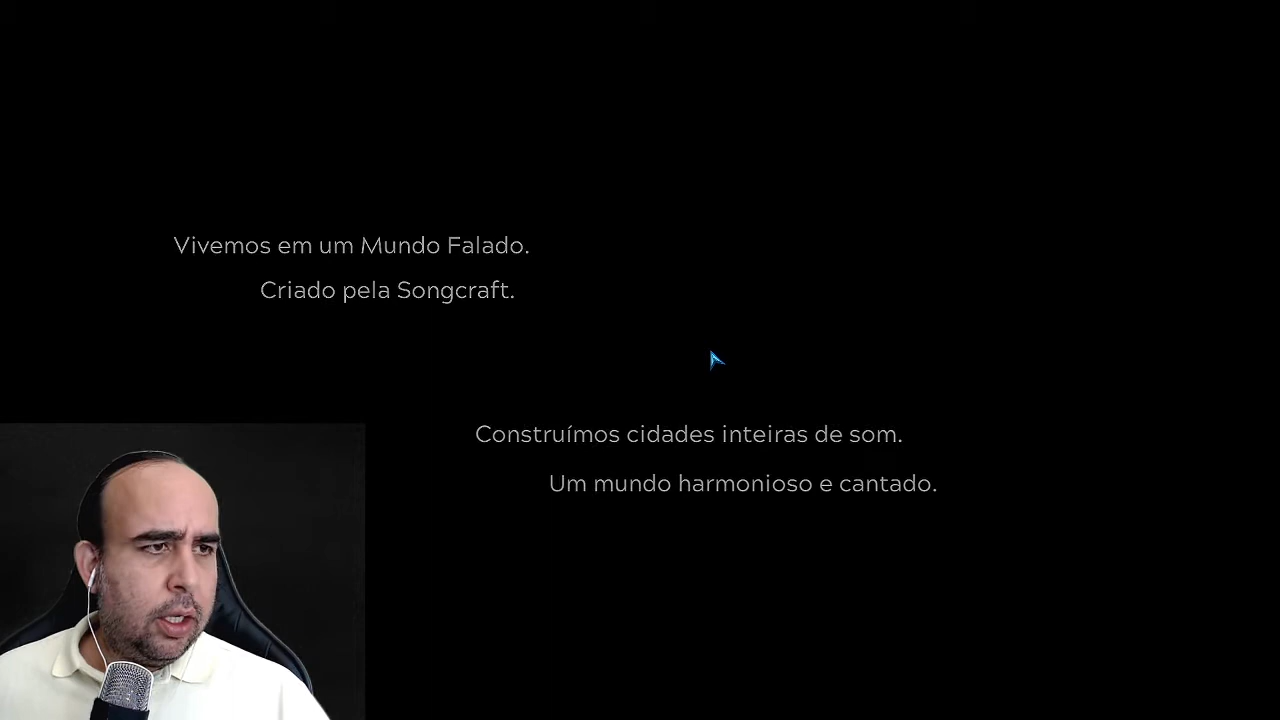 Vivemos em um Mundo Falado.
Criado pela Songcraft.
Construímos cidades inteiras de som.
Um mundo harmonioso e cantado.